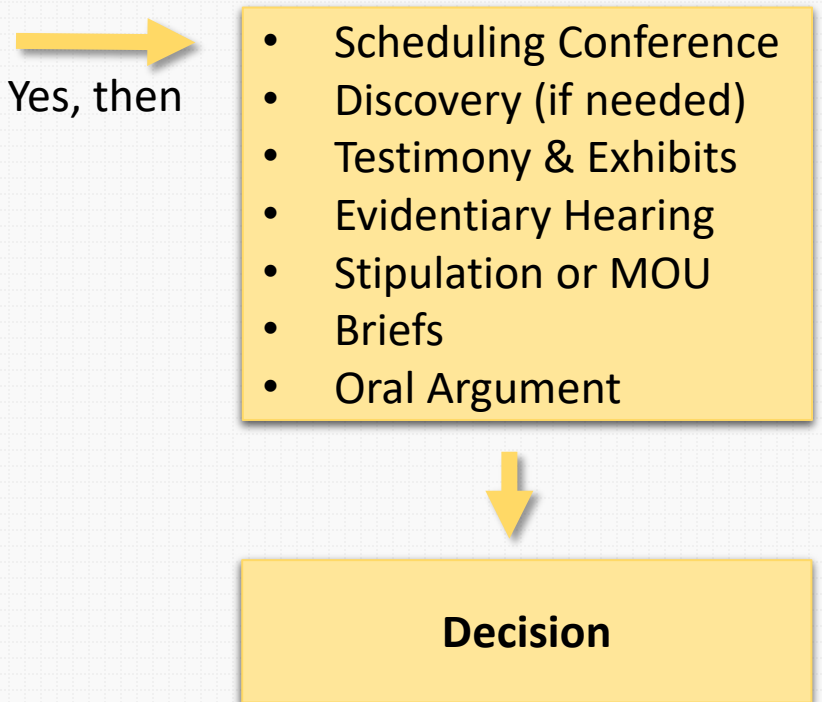 Yes, then
• Scheduling Conference
• Discovery (if needed)
• Testimony & Exhibits
• Evidentiary Hearing
• Stipulation or MOU
• Briefs
• Oral Argument
Decision